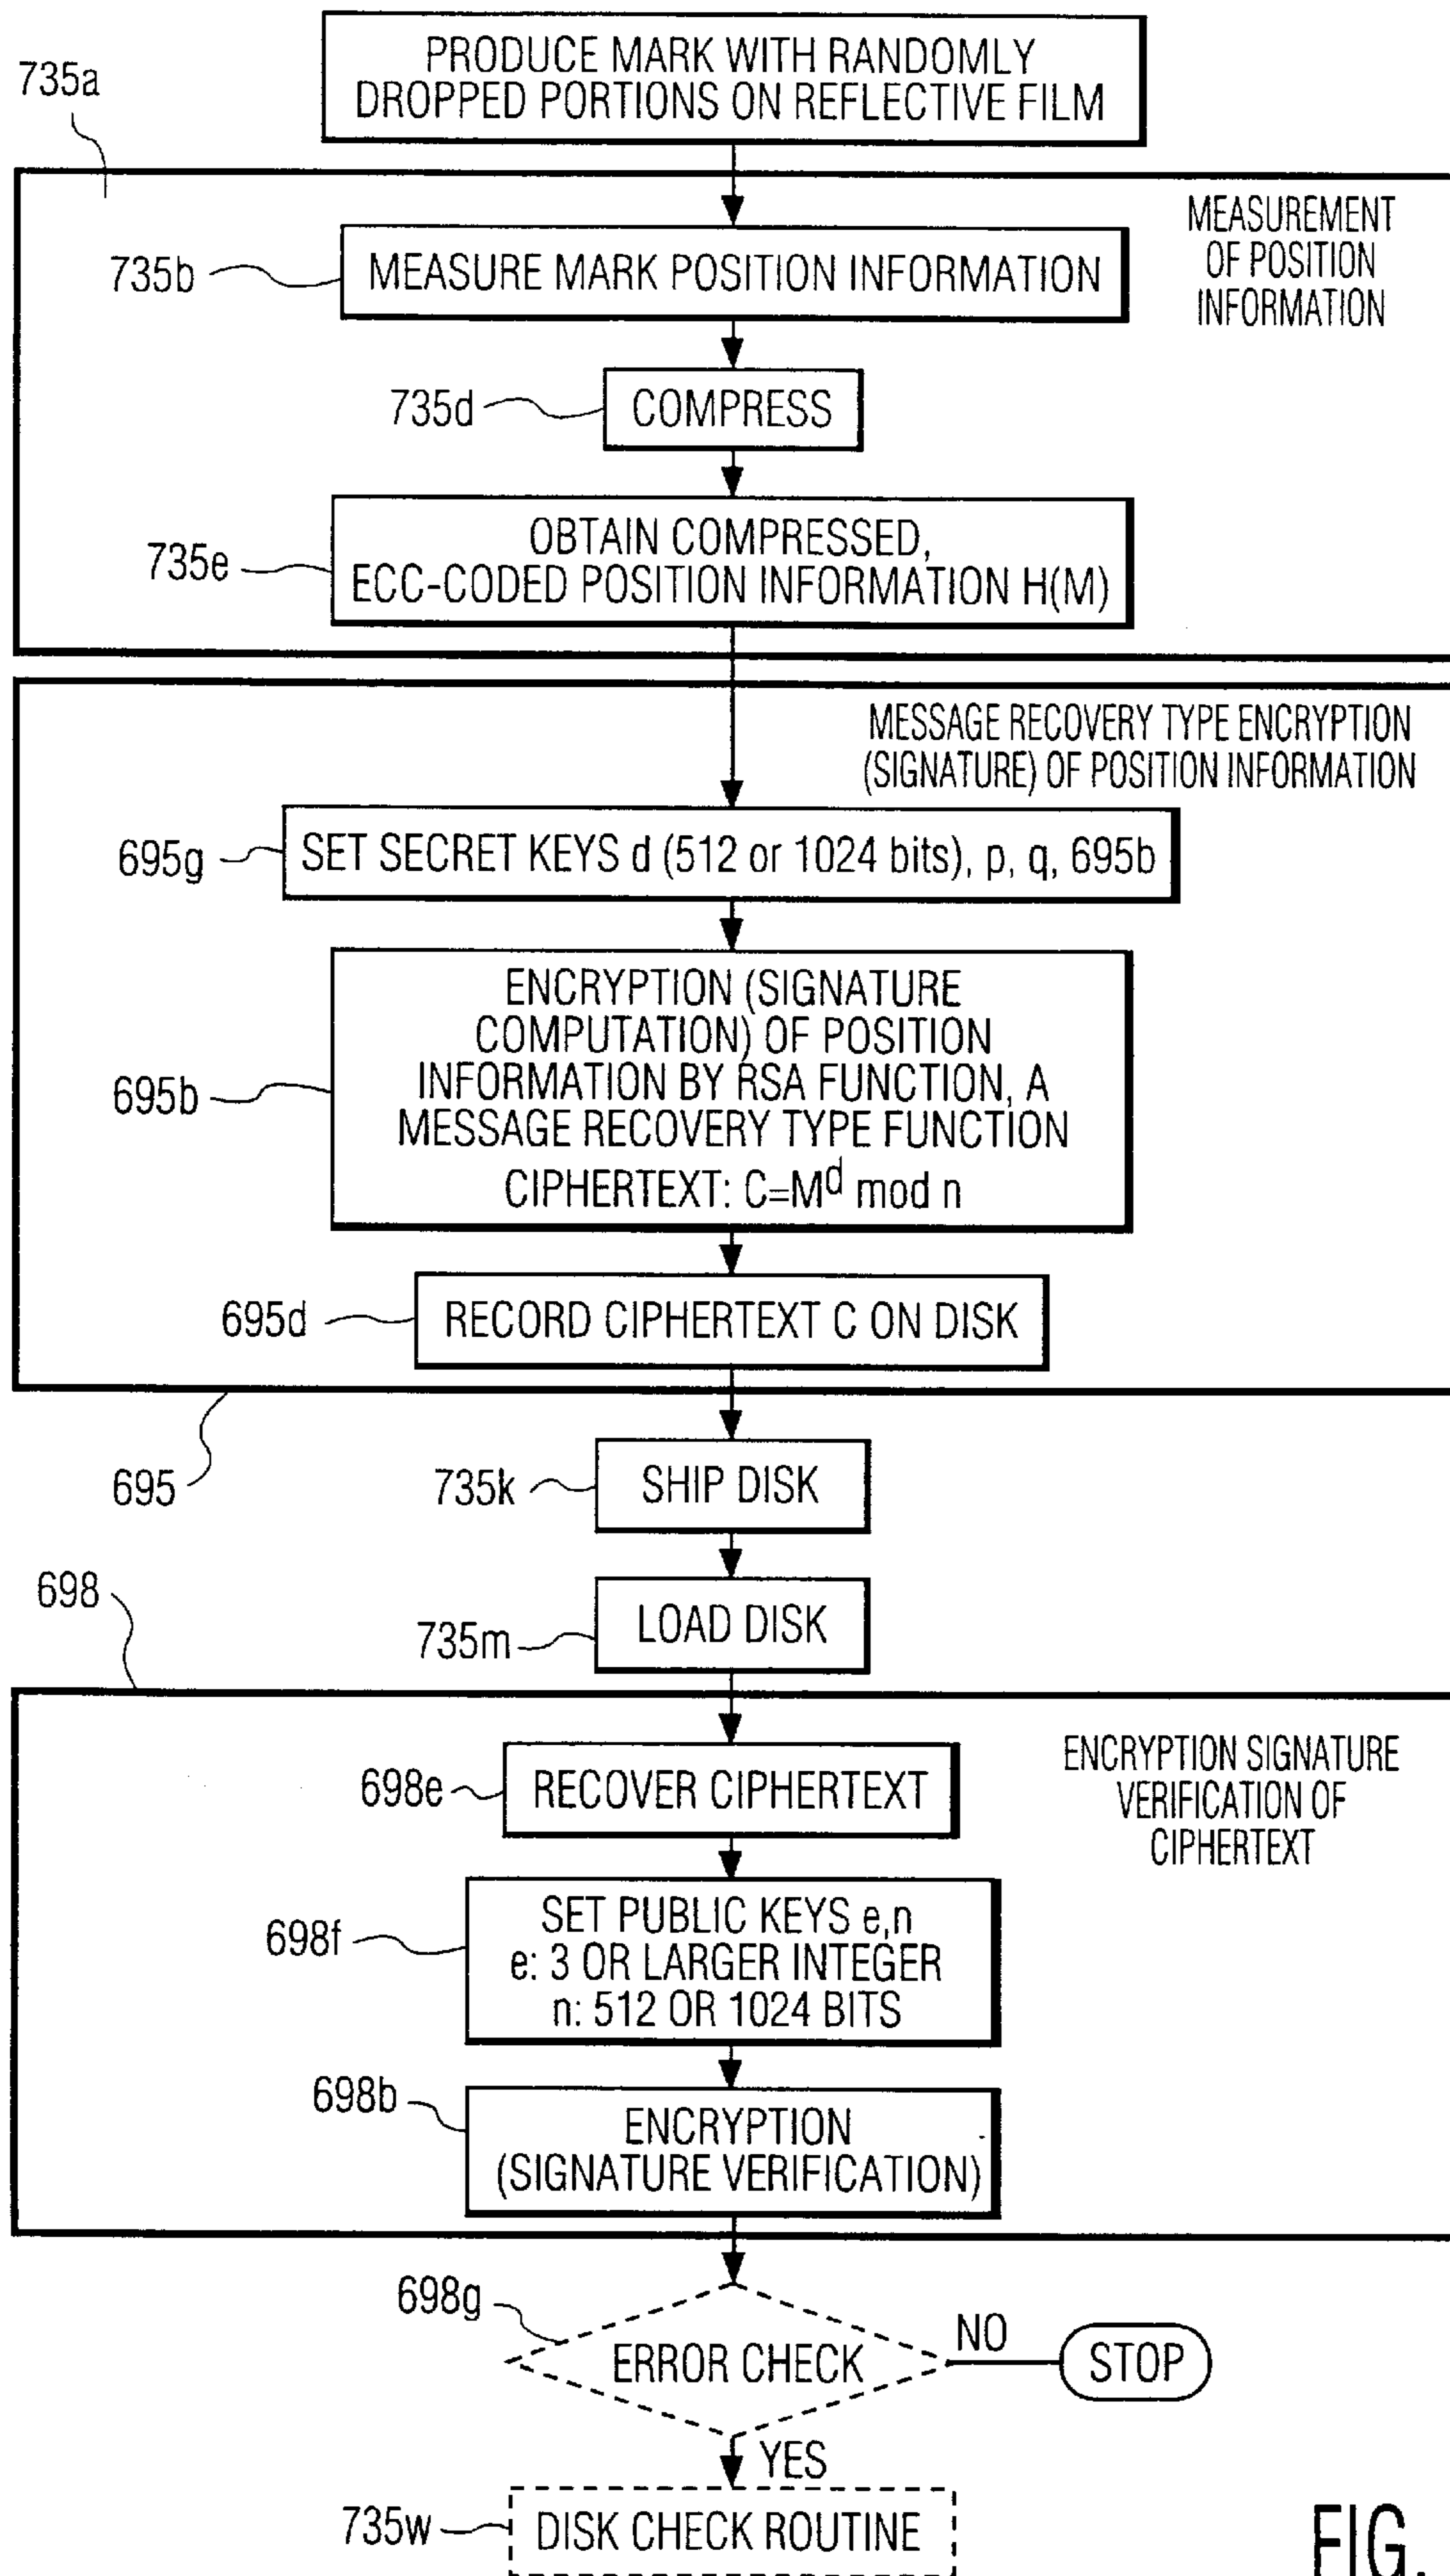 PRODUCE MARK WITH RANDOMLY
DROPPED PORTIONS ON REFLECTIVE FILM
735a
MEASUREMENT
OF POSITION
INFORMATION
735b
MEASURE MARK POSITION INFORMATION
735d
COMPRESS
735e
OBTAIN COMPRESSED,
ECC-CODED POSITION INFORMATION H(M)
MESSAGE RECOVERY TYPE ENCRYPTION
(SIGNATURE) OF POSITION INFORMATION
695g
SET SECRET KEYS d (512 or 1024 bits), p, q, 695b
695b
ENCRYPTION (SIGNATURE
COMPUTATION) OF POSITION
INFORMATION BY RSA FUNCTION, A
MESSAGE RECOVERY TYPE FUNCTION
CIPHERTEXT: C=M^d mod n
695d
RECORD CIPHERTEXT C ON DISK
695
735k
SHIP DISK
698
735m
LOAD DISK
ENCRYPTION SIGNATURE
VERIFICATION OF
CIPHERTEXT
698e
RECOVER CIPHERTEXT
698f
SET PUBLIC KEYS e,n
e: 3 OR LARGER INTEGER
n: 512 OR 1024 BITS
698b
ENCRYPTION
(SIGNATURE VERIFICATION)
698g
ERROR CHECK
NO
STOP
YES
735w
DISK CHECK ROUTINE
FIG.